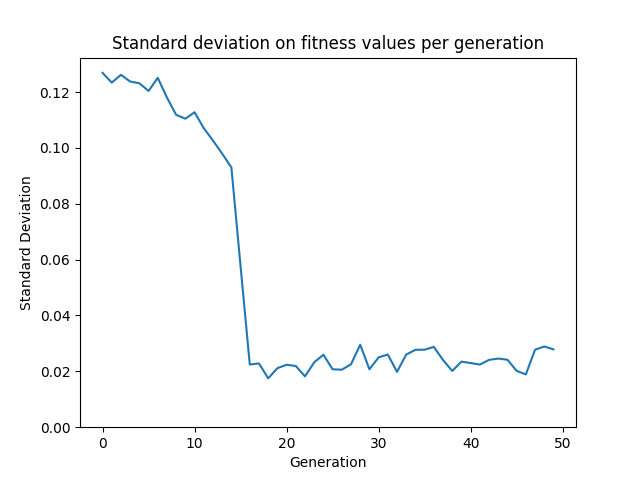 Standard deviation on fitness values per generation
0.12
0.10
0.08
0.06
0.04
0.02
0.00
Standard Deviation
0 10 20 30 40 50
Generation